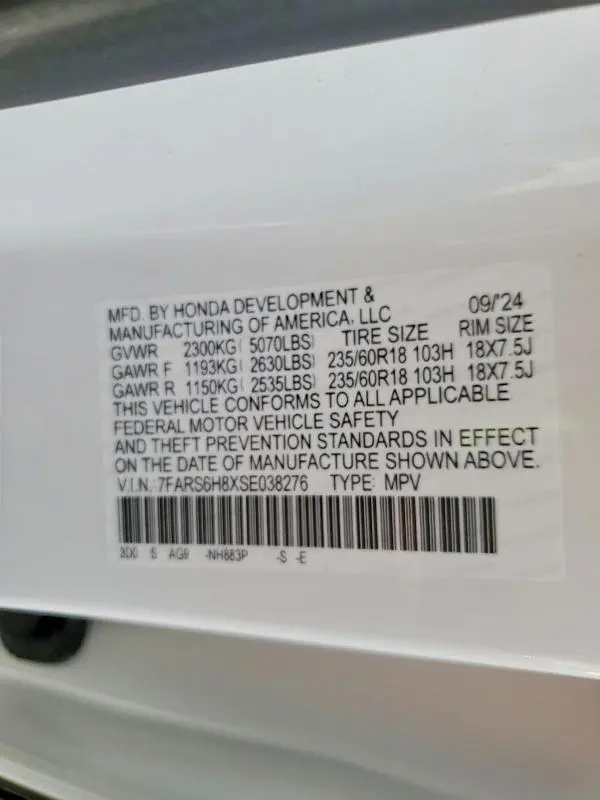 MFD. BY HONDA DEVELOPMENT & 09/'24
MANUFACTURING OF AMERICA, LLC
GVWR 2300KG( 5070LBS) TIRE SIZE RIM SIZE
GAWR F 1193KG( 2630LBS) 235/60R18 103H 18X7.5J
GAWR R 1150KG( 2535LBS) 235/60R18 103H 18X7.5J
THIS VEHICLE CONFORMS TO ALL APPLICABLE
FEDERAL MOTOR VEHICLE SAFETY
AND THEFT PREVENTION STANDARDS IN EFFECT
ON THE DATE OF MANUFACTURE SHOWN ABOVE.
V.I.N.: 7FARS6H8XSE038276 TYPE: MPV
3D0 S AG9 -NH883P -S -E